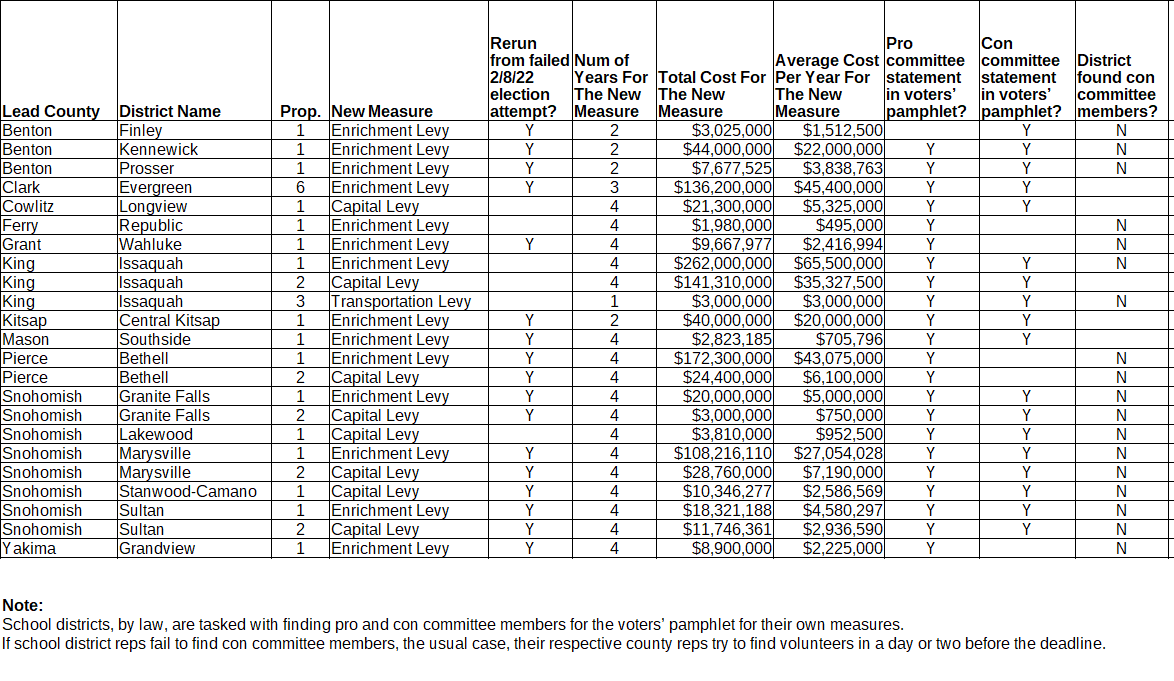 Lead County District Name Prop. New Measure Rerun from failed 2/8/22 election attempt? Num of Years For The New Measure Total Cost For The New Measure Average Cost Per Year For The New Measure Pro committee statement in voters’ pamphlet? Con committee statement in voters’ pamphlet? District found con committee members?
Benton Finley 1 Enrichment Levy Y 2 $3,025,000 $1,512,500 Y N
Benton Kennewick 1 Enrichment Levy Y 2 $44,000,000 $22,000,000 Y Y N
Benton Prosser 1 Enrichment Levy Y 2 $7,677,525 $3,838,763 Y Y N
Clark Evergreen 6 Enrichment Levy Y 3 $136,200,000 $45,400,000 Y Y
Cowlitz Longview 1 Capital Levy 4 $21,300,000 $5,325,000 Y Y
Ferry Republic 1 Enrichment Levy 4 $1,980,000 $495,000 Y N
Grant Wahluke 1 Enrichment Levy Y 4 $9,667,977 $2,416,994 Y N
King Issaquah 1 Enrichment Levy 4 $262,000,000 $65,500,000 Y Y N
King Issaquah 2 Capital Levy 4 $141,310,000 $35,327,500 Y Y
King Issaquah 3 Transportation Levy 1 $3,000,000 $3,000,000 Y Y N
Kitsap Central Kitsap 1 Enrichment Levy Y 2 $40,000,000 $20,000,000 Y Y
Mason Southside 1 Enrichment Levy Y 4 $2,823,185 $705,796 Y Y
Pierce Bethell 1 Enrichment Levy Y 4 $172,300,000 $43,075,000 Y N
Pierce Bethell 2 Capital Levy Y 4 $24,400,000 $6,100,000 Y N
Snohomish Granite Falls 1 Enrichment Levy Y 4 $20,000,000 $5,000,000 Y Y N
Snohomish Granite Falls 2 Capital Levy Y 4 $3,000,000 $750,000 Y Y N
Snohomish Lakewood 1 Capital Levy 4 $3,810,000 $952,500 Y Y N
Snohomish Marysville 1 Enrichment Levy Y 4 $108,216,110 $27,054,028 Y Y N
Snohomish Marysville 2 Capital Levy Y 4 $28,760,000 $7,190,000 Y Y N
Snohomish Stanwood-Camano 1 Capital Levy Y 4 $10,346,277 $2,586,569 Y Y N
Snohomish Sultan 1 Enrichment Levy Y 4 $18,321,188 $4,580,297 Y Y N
Snohomish Sultan 2 Capital Levy Y 4 $11,746,361 $2,936,590 Y Y N
Yakima Grandview 1 Enrichment Levy Y 4 $8,900,000 $2,225,000 Y N
Note:
School districts, by law, are tasked with finding pro and con committee members for the voters’ pamphlet for their own measures.
If school district reps fail to find con committee members, the usual case, their respective county reps try to find volunteers in a day or two before the deadline.